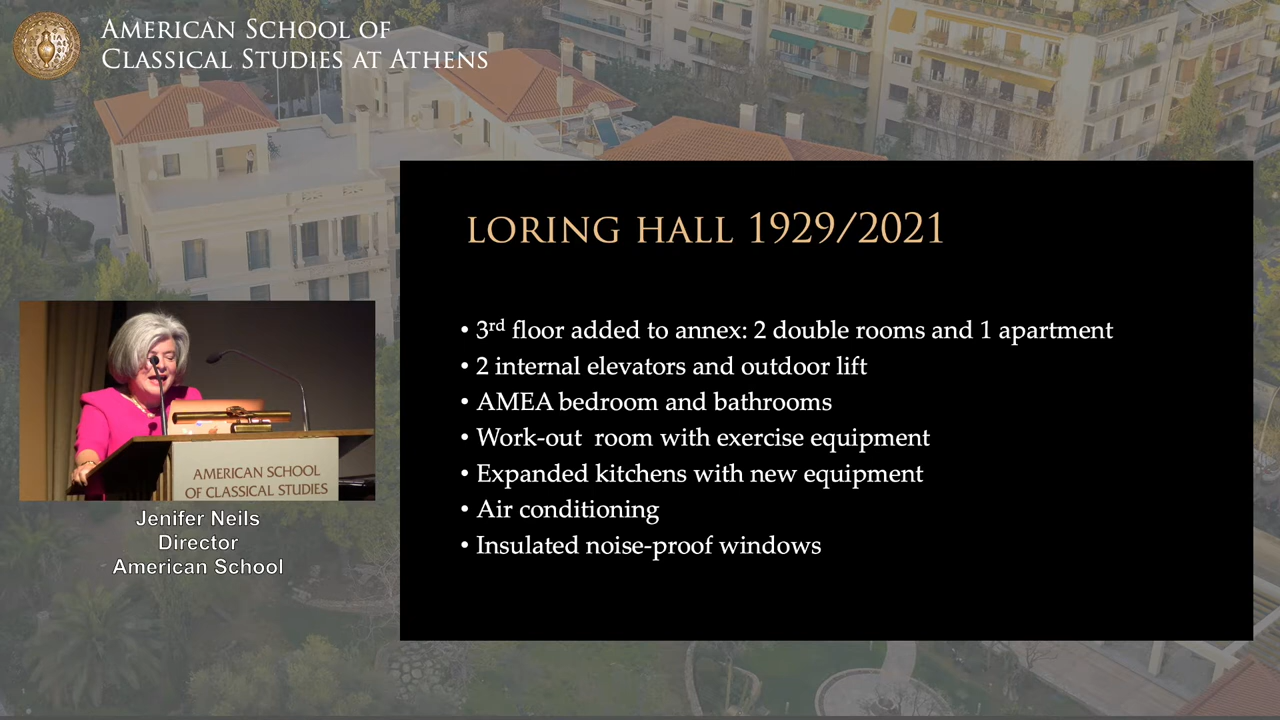 AMERICAN SCHOOL OF
CLASSICAL STUDIES AT ATHENS
LORING HALL 1929/2021
• 3rd floor added to annex: 2 double rooms and 1 apartment
• 2 internal elevators and outdoor lift
• AMEA bedroom and bathrooms
• Work-out  room with exercise equipment
• Expanded kitchens with new equipment
• Air conditioning
• Insulated noise-proof windows
AMERICAN SCHOOL
OF CLASSICAL STUDIES
Jenifer Neils
Director
American School